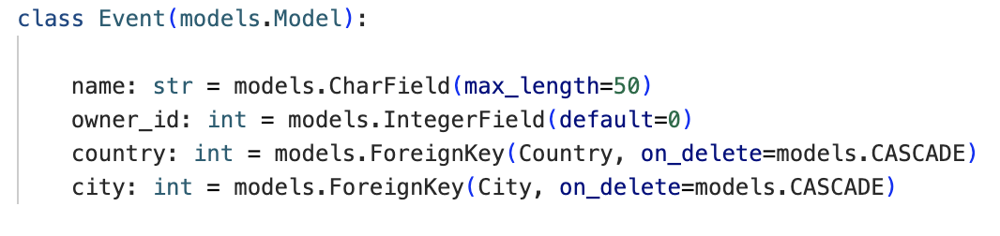 class Event(models.Model):
name: str = models.CharField(max_length=50)
owner_id: int = models.IntegerField(default=0)
country: int = models.ForeignKey(Country, on_delete=models.CASCADE)
city: int = models.ForeignKey(City, on_delete=models.CASCADE)